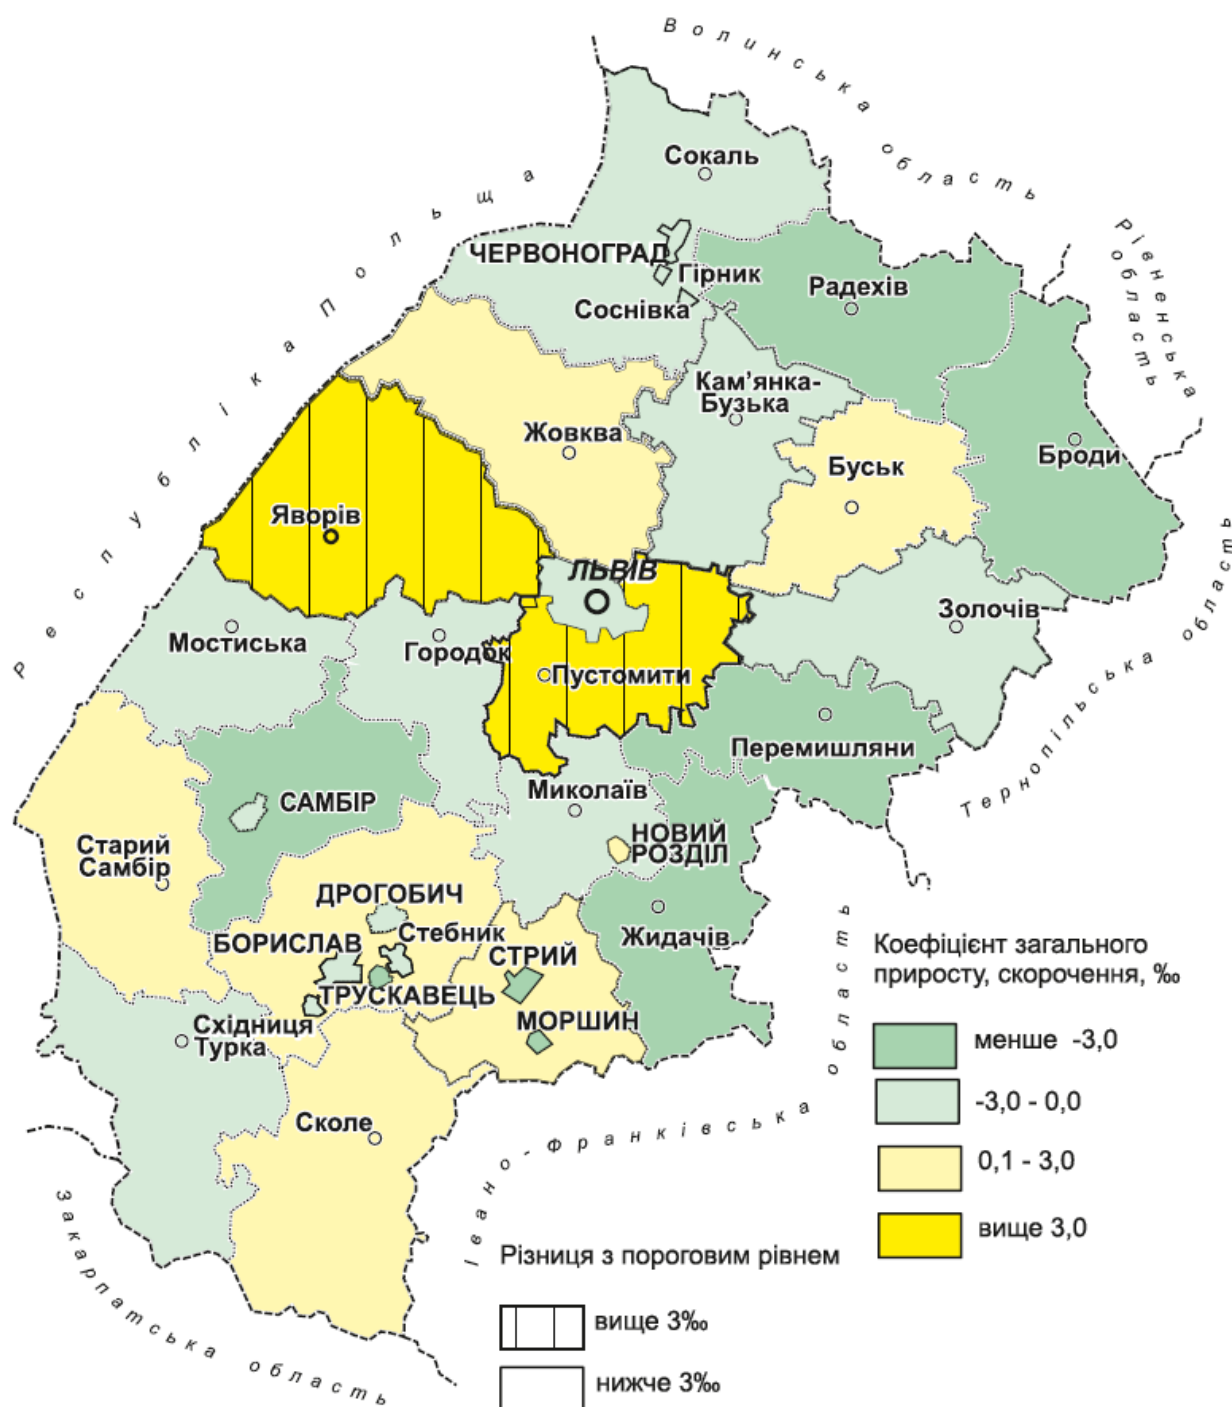 Волинська область
Рівненська
область
Республіка Польща
Сокаль
ЧЕРВОНОГРАД
Гірник
Соснівка
Радехів
Кам’янка-
Бузька
Жовква
Буськ
Броди
Яворів
ЛЬВІВ
Золочів
Мостиська
Городок
Пустомити
Тернопільська область
Перемишляни
Миколаїв
САМБІР
НОВИЙ
РОЗДІЛ
Старий
Самбір
ДРОГОБИЧ
Стебник
БОРИСЛАВ
СТРИЙ
Жидачів
ТРУСКАВЕЦЬ
МОРШИН
Східниця
Турка
Сколе
Івано-Франківська область
Закарпатська область
Коефіцієнт загального
приросту, скорочення, ‰
менше -3,0
-3,0 - 0,0
0,1 - 3,0
вище 3,0
Різниця з пороговим рівнем
вище 3‰
нижче 3‰